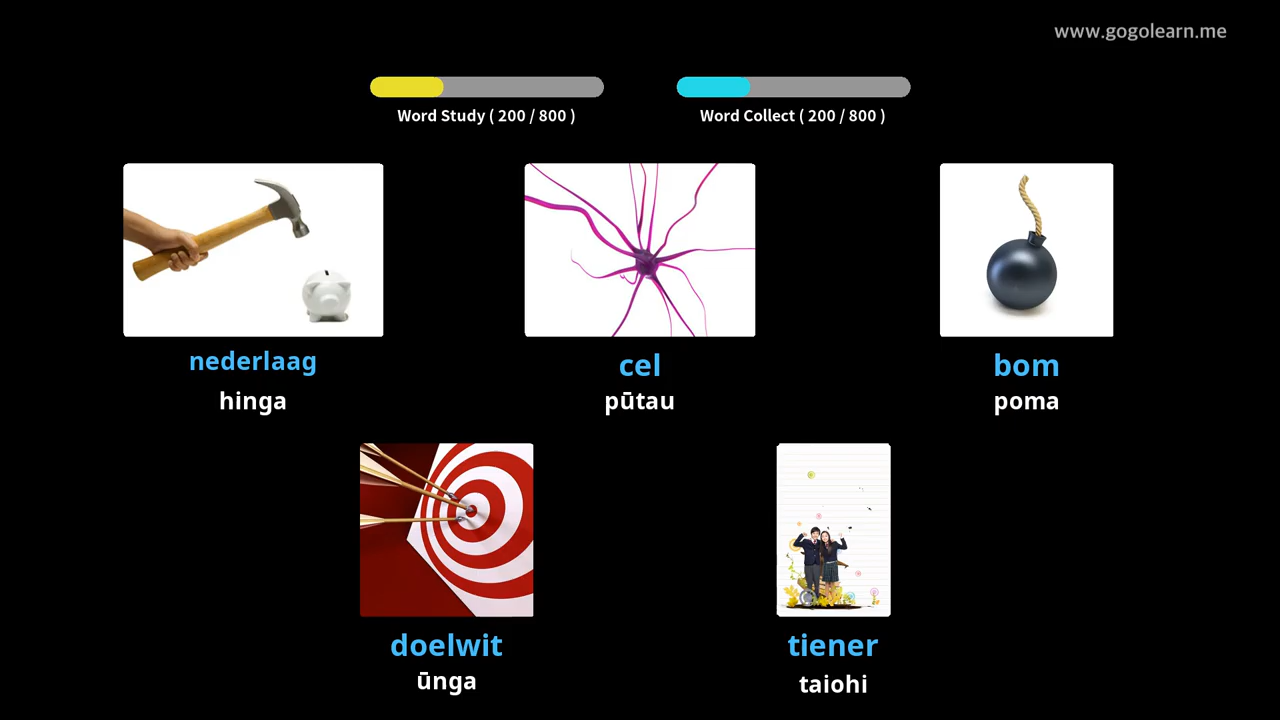 www.gogolearn.me
Word Study ( 200 / 800 )
Word Collect ( 200 / 800 )
nederlaag
hinga
cel
pūtau
bom
poma
doelwit
ūnga
tiener
taiohi